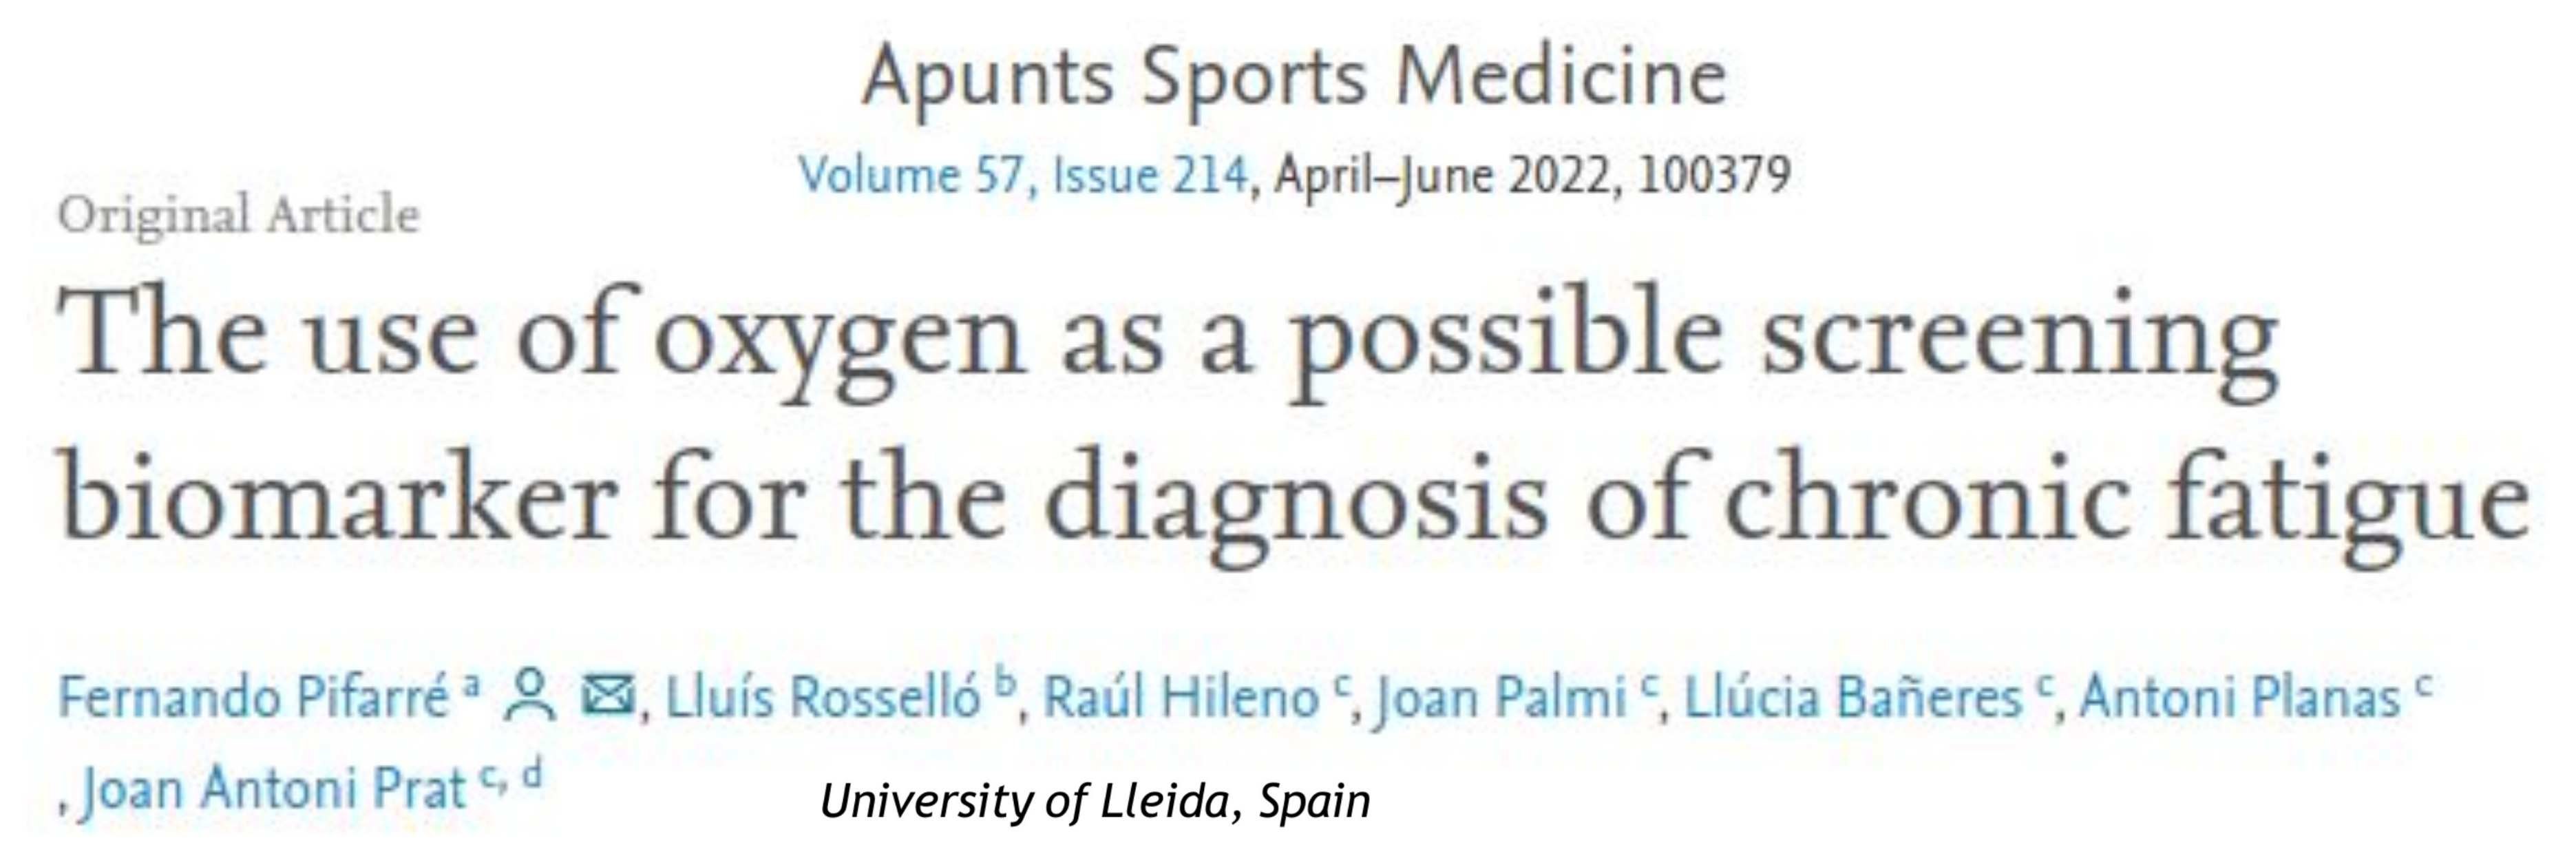 Apunts Sports Medicine
Volume 57, Issue 214, April–June 2022, 100379
Original Article
The use of oxygen as a possible screening
biomarker for the diagnosis of chronic fatigue
Fernando Pifarré a, Lluís Rosselló b, Raúl Hileno c, Joan Palmi c, Llúcia Bañeres c, Antoni Planas c
, Joan Antoni Prat c, d
University of Lleida, Spain